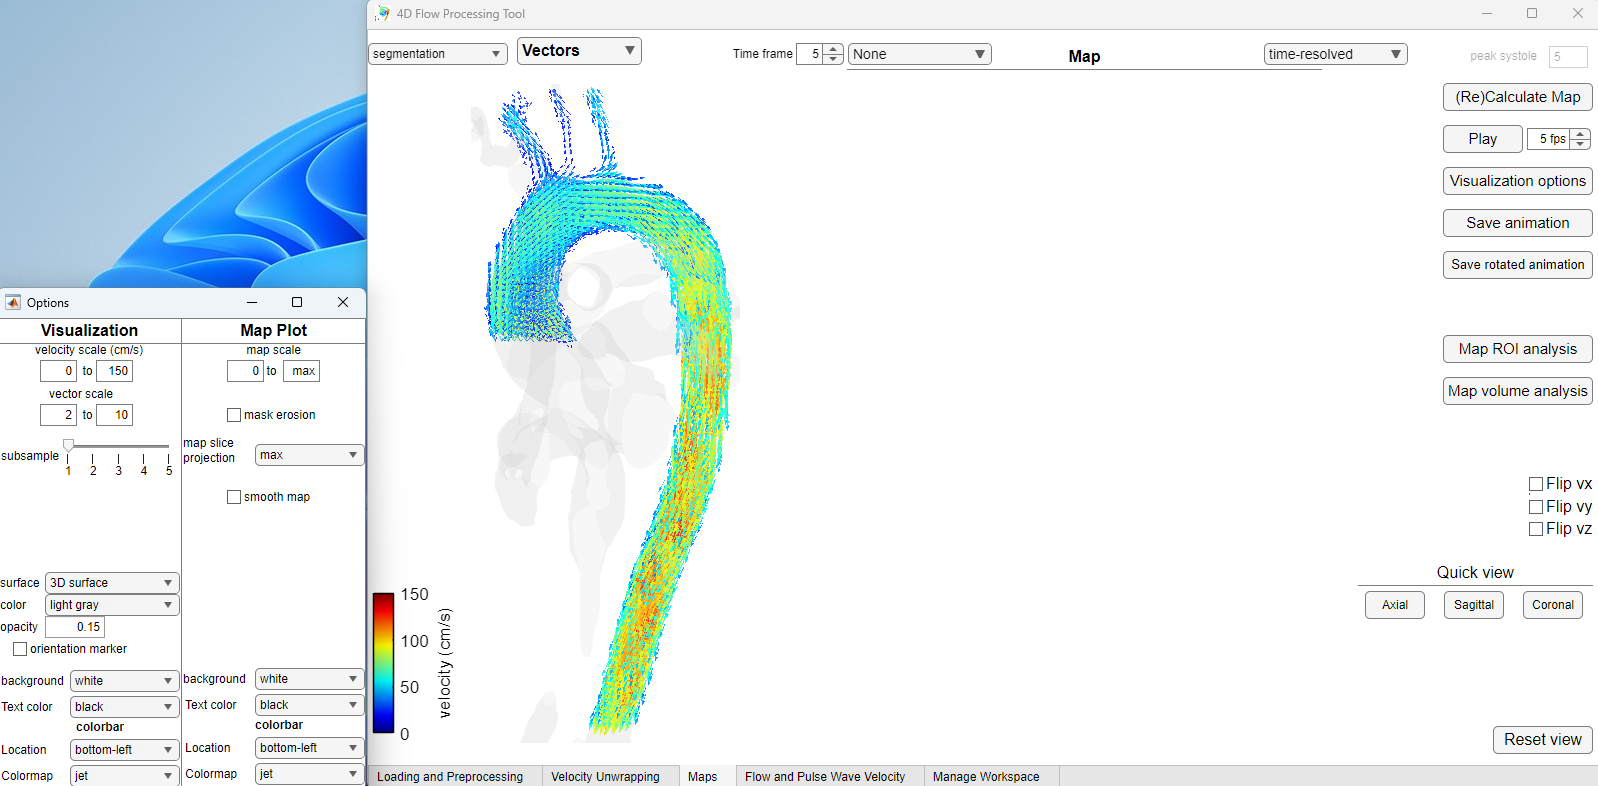 4D Flow Processing Tool
segmentation
Vectors
Time frame 5 None
Map
time-resolved
peak systole 5
(Re)Calculate Map
Play 5 fps
Visualization options
Save animation
Save rotated animation
Map ROI analysis
Map volume analysis
Flip vx
Flip vy
Flip vz
Quick view
Axial Sagittal Coronal
Reset view
150
100
50
0
velocity (cm/s)
Loading and Preprocessing Velocity Unwrapping Maps Flow and Pulse Wave Velocity Manage Workspace
Options
Visualization
velocity scale (cm/s)
0 to 150
vector scale
2 to 10
subsample
1 2 3 4 5
surface 3D surface
color light gray
opacity 0.15
orientation marker
background white
Text color black
colorbar
Location bottom-left
Colormap jet
Map Plot
map scale
0 to max
mask erosion
map slice
projection max
smooth map
background white
Text color black
colorbar
Location bottom-left
Colormap jet